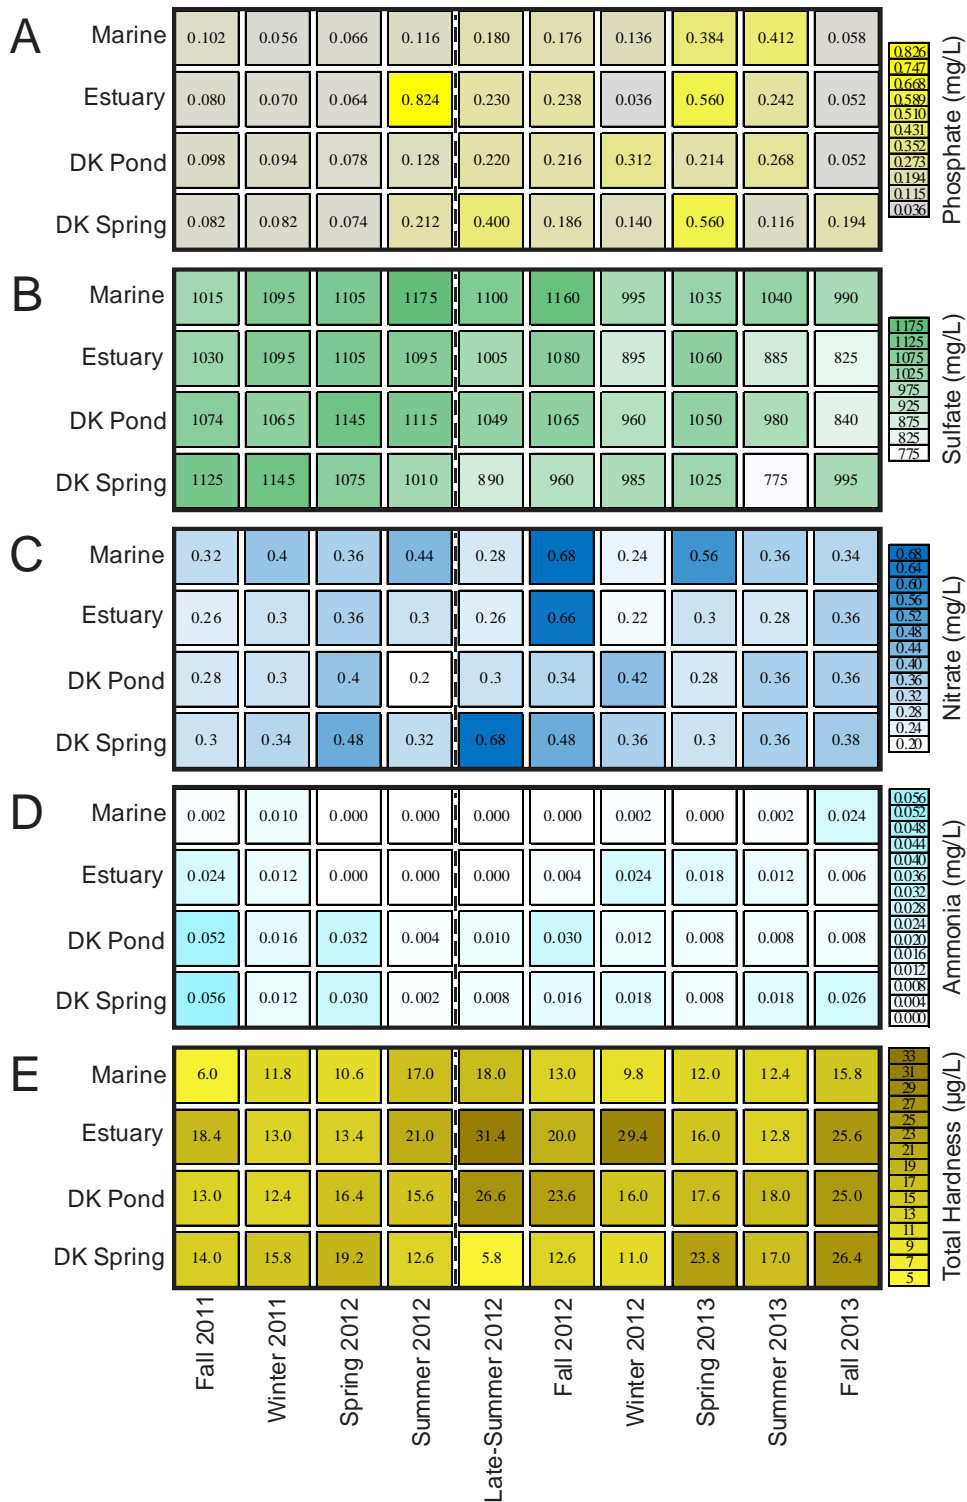 A
Marine 0.102 0.056 0.066 0.116 0.180 0.176 0.136 0.384 0.412 0.058
Estuary 0.080 0.070 0.064 0.824 0.230 0.238 0.036 0.560 0.242 0.052
DK Pond 0.098 0.094 0.078 0.128 0.220 0.216 0.312 0.214 0.268 0.052
DK Spring 0.082 0.082 0.074 0.212 0.400 0.186 0.140 0.560 0.116 0.194
0.826
0.747
0.668
0.589
0.510
0.431
0.352
0.273
0.194
0.115
0.036
Phosphate (mg/L)
B
Marine 1015 1095 1105 1175 1100 1160 995 1035 1040 990
Estuary 1030 1095 1105 1095 1005 1080 895 1060 885 825
DK Pond 1074 1065 1145 1115 1049 1065 960 1050 980 840
DK Spring 1125 1145 1075 1010 890 960 985 1025 775 995
1175
1125
1075
1025
975
925
875
825
775
Sulfate (mg/L)
C
Marine 0.32 0.4 0.36 0.44 0.28 0.68 0.24 0.56 0.36 0.34
Estuary 0.26 0.3 0.36 0.3 0.26 0.66 0.22 0.3 0.28 0.36
DK Pond 0.28 0.3 0.4 0.2 0.3 0.34 0.42 0.28 0.36 0.36
DK Spring 0.3 0.34 0.48 0.32 0.68 0.48 0.36 0.3 0.36 0.38
0.68
0.64
0.60
0.56
0.52
0.48
0.44
0.40
0.36
0.32
0.28
0.24
0.20
Nitrate (mg/L)
D
Marine 0.002 0.010 0.000 0.000 0.000 0.000 0.002 0.000 0.002 0.024
Estuary 0.024 0.012 0.000 0.000 0.000 0.004 0.024 0.018 0.012 0.006
DK Pond 0.052 0.016 0.032 0.004 0.010 0.030 0.012 0.008 0.008 0.008
DK Spring 0.056 0.012 0.030 0.002 0.008 0.016 0.018 0.008 0.018 0.026
0.056
0.052
0.048
0.044
0.040
0.036
0.032
0.028
0.024
0.020
0.016
0.012
0.008
0.004
0.000
Ammonia (mg/L)
E
Marine 6.0 11.8 10.6 17.0 18.0 13.0 9.8 12.0 12.4 15.8
Estuary 18.4 13.0 13.4 21.0 31.4 20.0 29.4 16.0 12.8 25.6
DK Pond 13.0 12.4 16.4 15.6 26.6 23.6 16.0 17.6 18.0 25.0
DK Spring 14.0 15.8 19.2 12.6 5.8 12.6 11.0 23.8 17.0 26.4
33
31
29
27
25
23
21
19
17
15
13
11
9
7
5
Total Hardness (µg/L)
Fall 2011
Winter 2011
Spring 2012
Summer 2012
Late-Summer 2012
Fall 2012
Winter 2012
Spring 2013
Summer 2013
Fall 2013